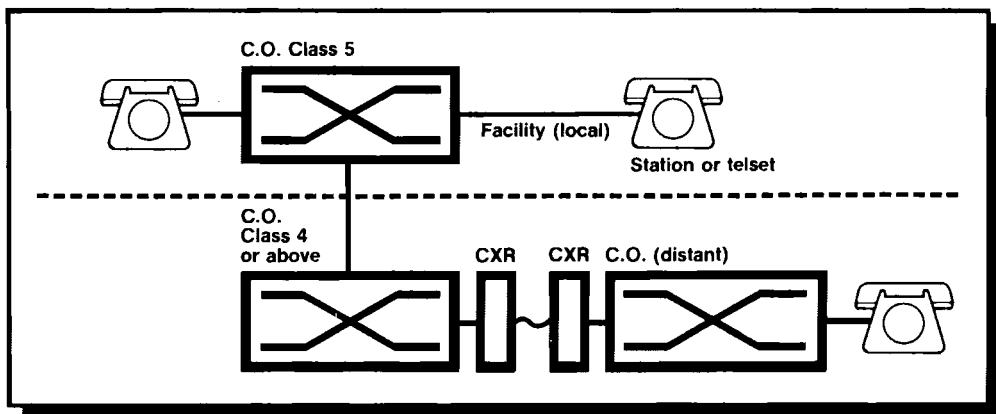 C.O. Class 5
Facility (local)
Station or telset
C.O.
Class 4
or above
CXR
CXR
C.O. (distant)